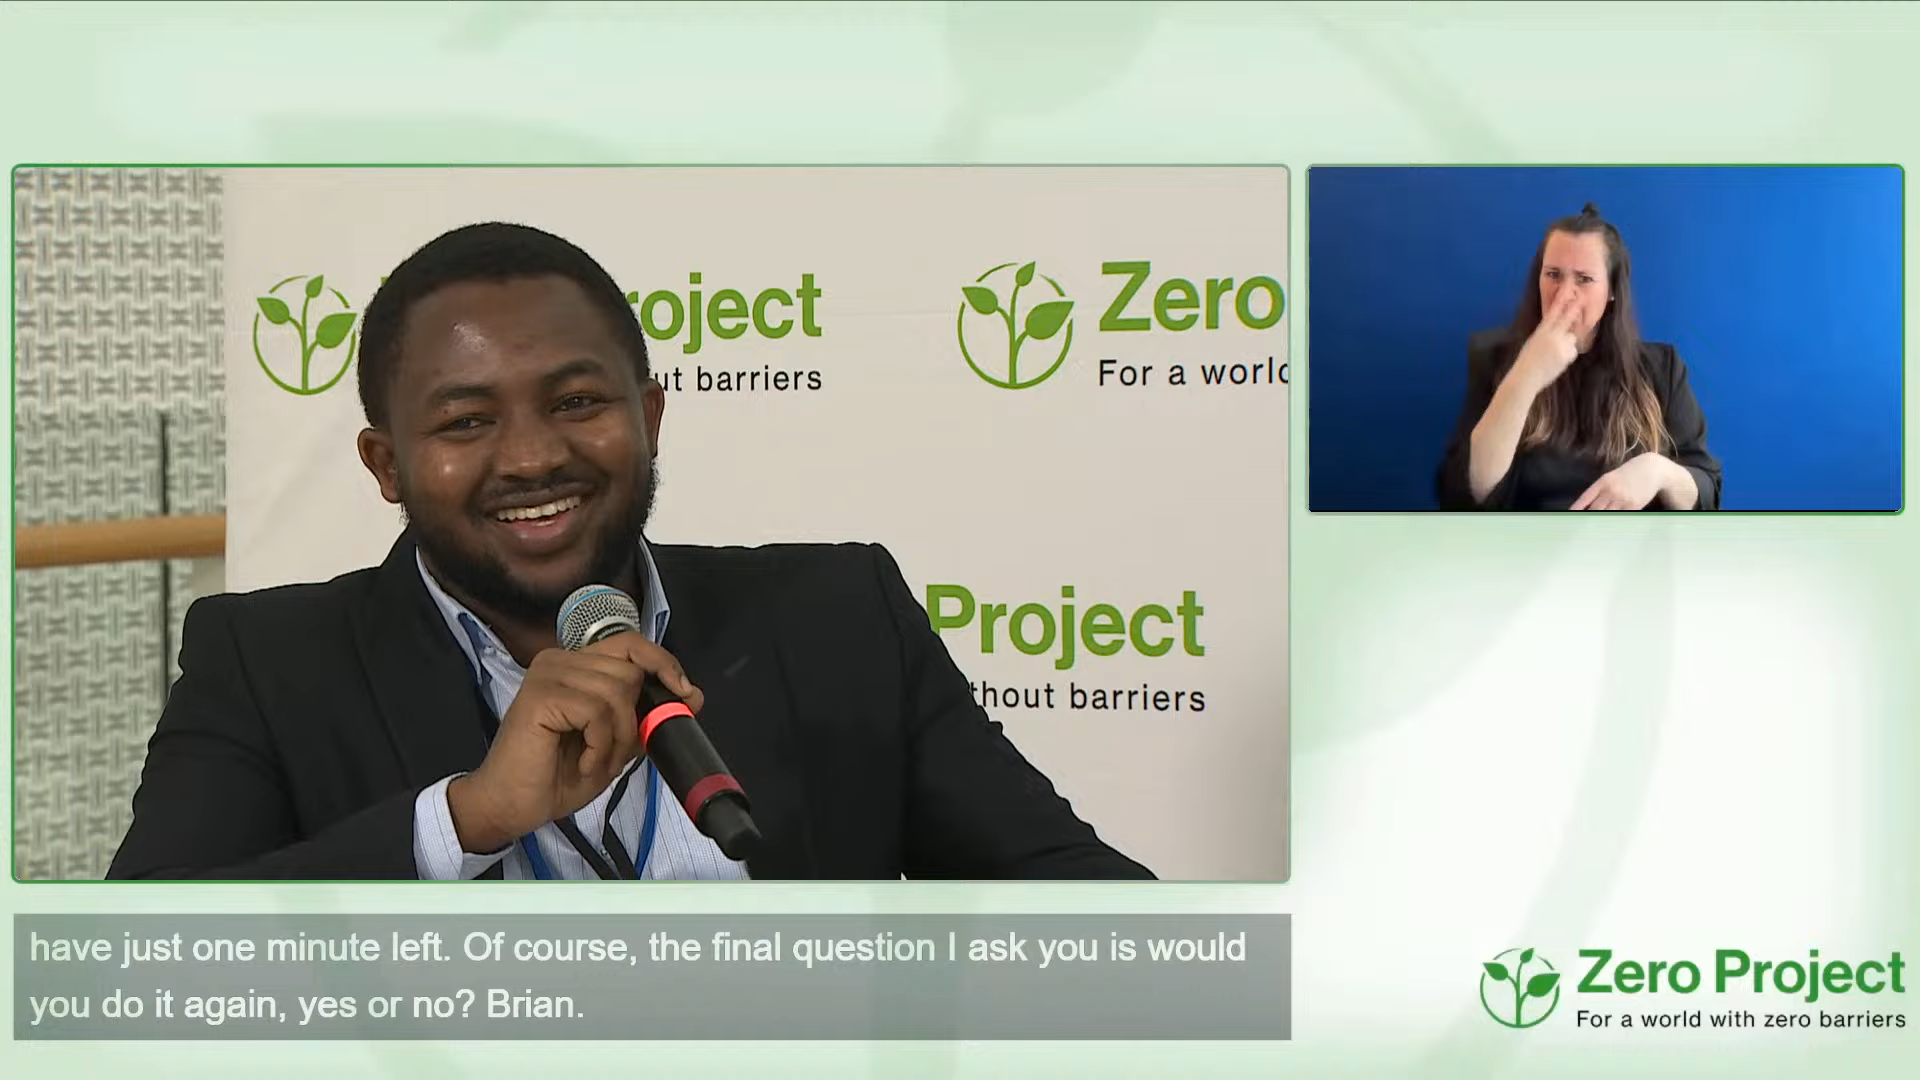 roject
ut barriers
Zero
For a world
Project
thout barriers
have just one minute left. Of course, the final question I ask you is would
you do it again, yes or no? Brian.
Zero Project
For a world with zero barriers